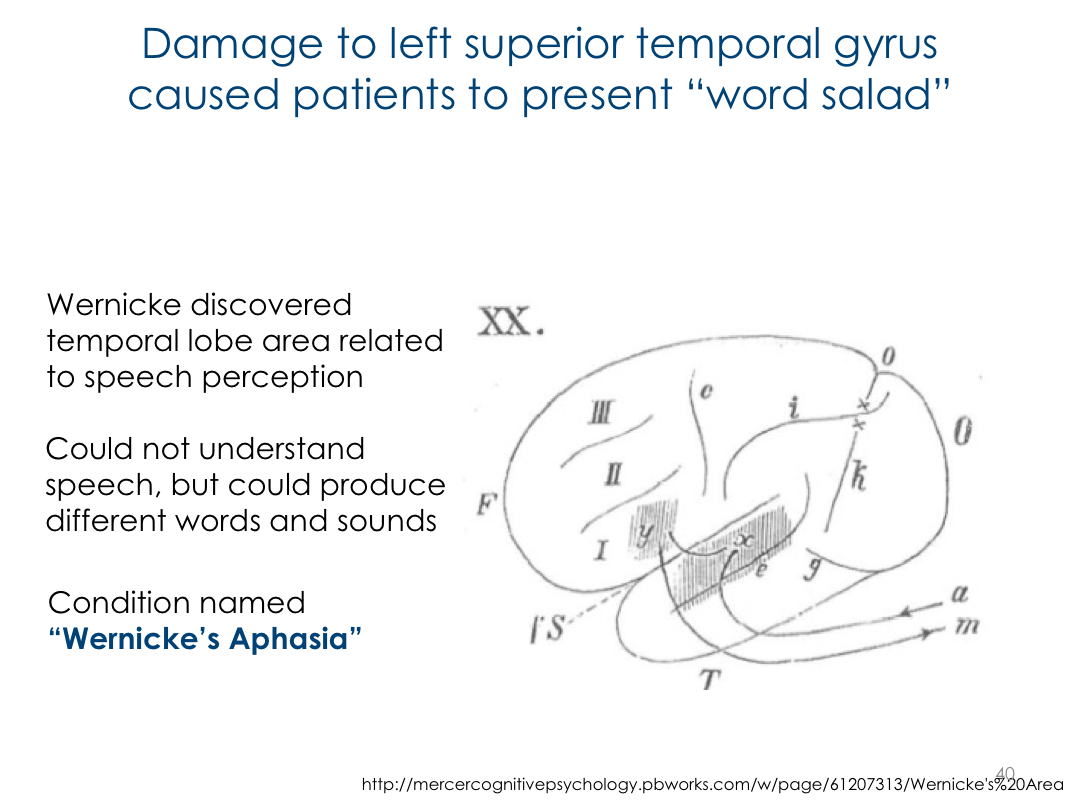 Damage to left superior temporal gyrus
caused patients to present “word salad”
Wernicke discovered
temporal lobe area related
to speech perception
Could not understand
speech, but could produce
different words and sounds
Condition named
“Wernicke’s Aphasia”
XX.
o
c
i
III
O
II
k
F
y
x
I
e
g
a
S
m
T
40
http://mercercognitivepsychology.pbworks.com/w/page/61207313/Wernicke's%20Area